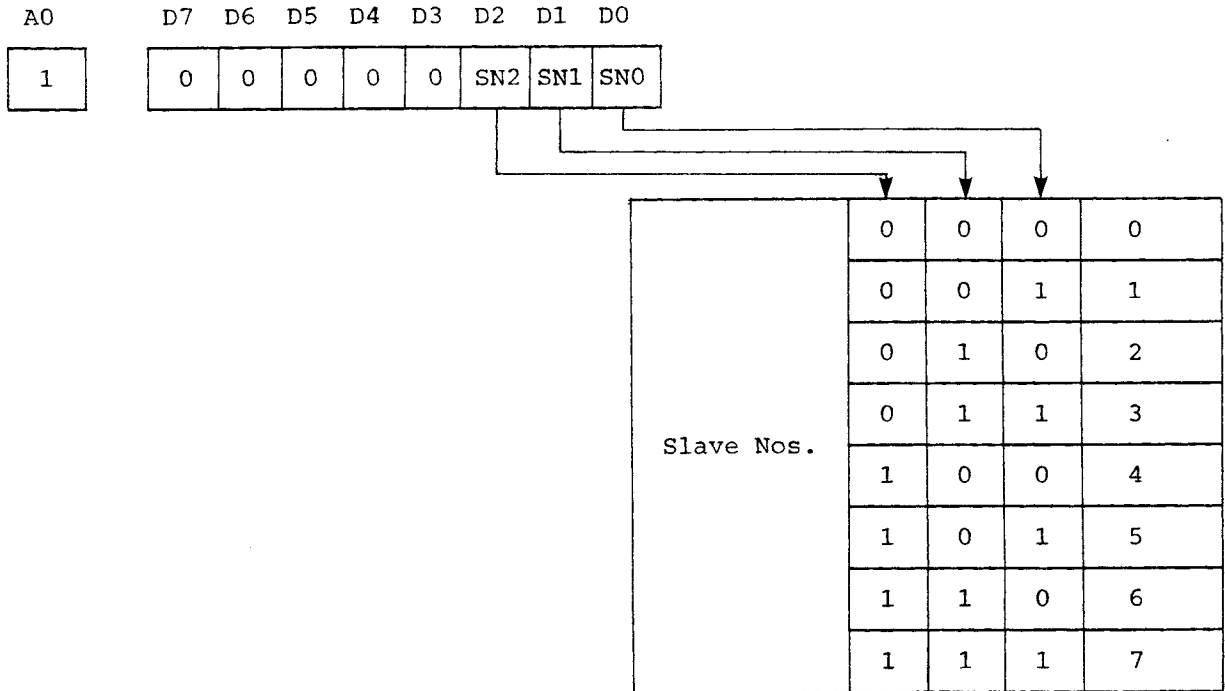 A0 D7 D6 D5 D4 D3 D2 D1 D0
1 0 0 0 0 0 SN2 SN1 SN0
0 0 0 0
0 0 1 1
0 1 0 2
0 1 1 3
Slave Nos.
1 0 0 4
1 0 1 5
1 1 0 6
1 1 1 7